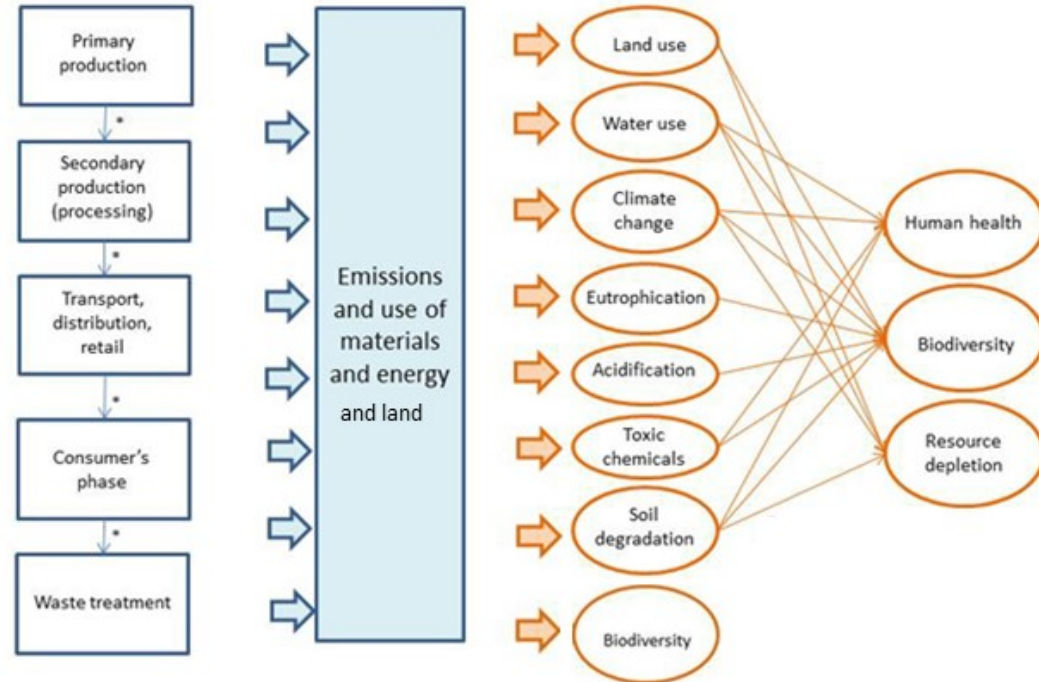 Primary
production
*
Secondary
production
(processing)
*
Transport,
distribution,
retail
*
Consumer's
phase
*
Waste treatment
Emissions
and use of
materials
and energy
and land
Land use
Water use
Climate
change
Eutrophication
Acidification
Toxic
chemicals
Soil
degradation
Biodiversity
Human health
Biodiversity
Resource
depletion